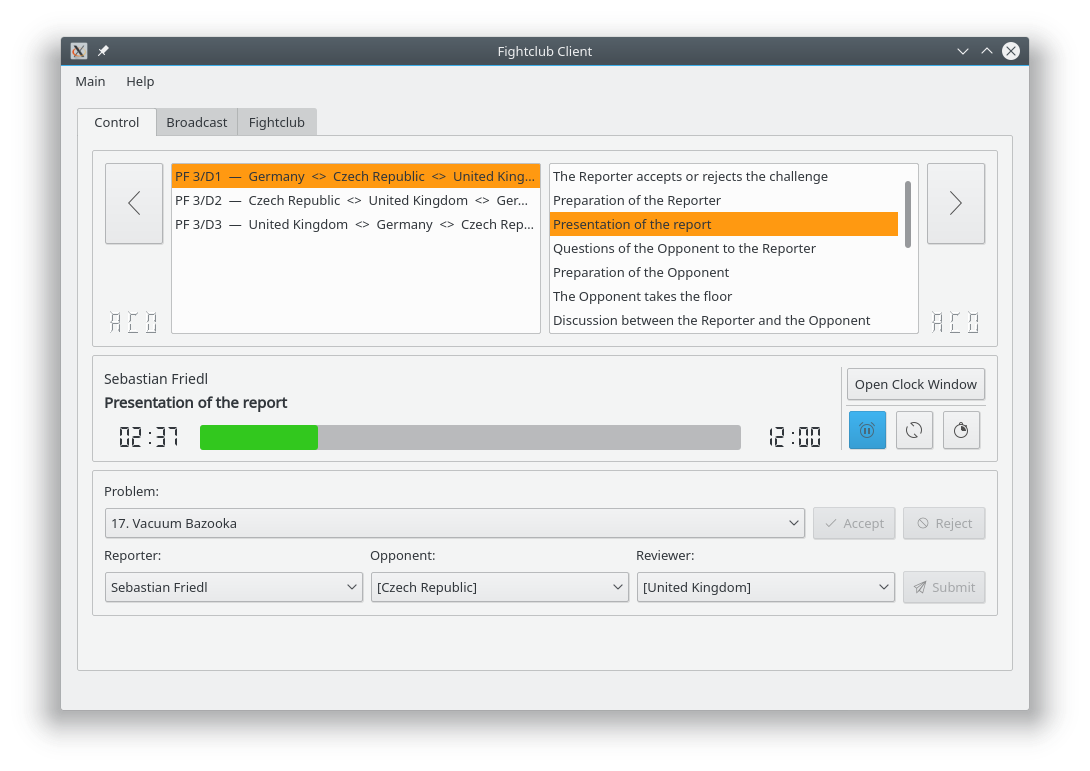 Fightclub Client
Main Help
Control Broadcast Fightclub
PF 3/D1 — Germany <> Czech Republic <> United King...
PF 3/D2 — Czech Republic <> United Kingdom <> Ger...
PF 3/D3 — United Kingdom <> Germany <> Czech Rep...
The Reporter accepts or rejects the challenge
Preparation of the Reporter
Presentation of the report
Questions of the Opponent to the Reporter
Preparation of the Opponent
The Opponent takes the floor
Discussion between the Reporter and the Opponent
Sebastian Friedl
Presentation of the report
02:37
12:00
Open Clock Window
Problem:
17. Vacuum Bazooka
Accept
Reject
Reporter: Opponent: Reviewer:
Sebastian Friedl
[Czech Republic]
[United Kingdom]
Submit